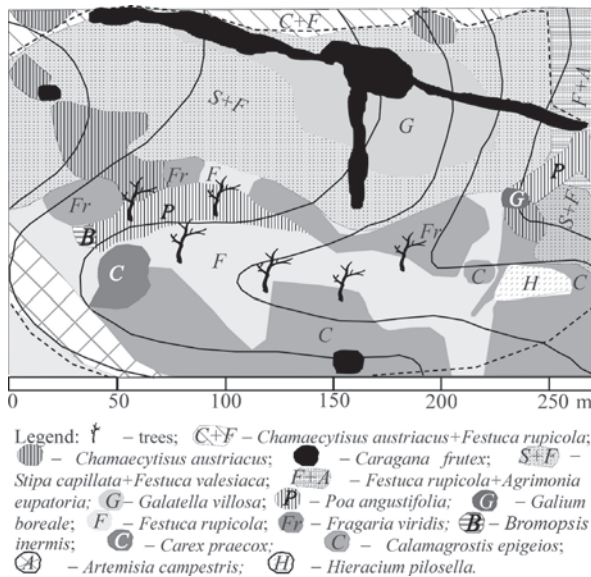 C+F
F+A
S+F
G
P
Fr
F
Fr
G
S+F
P
B
Fr
F
C
C
H
C
C
0 50 100 150 200 250 m
Legend: – trees; C+F – Chamaecytisus austriacus+Festuca rupicola;
– Chamaecytisus austriacus; – Caragana frutex; S+F –
Stipa capillata+Festuca valesiaca; F+A – Festuca rupicola+Agrimonia
eupatoria; G – Galatella villosa; P – Poa angustifolia; G – Galium
boreale; F – Festuca rupicola; Fr – Fragaria viridis; B – Bromopsis
inermis; C – Carex praecox; C – Calamagrostis epigeios;
A – Artemisia campestris; H – Hieracium pilosella.